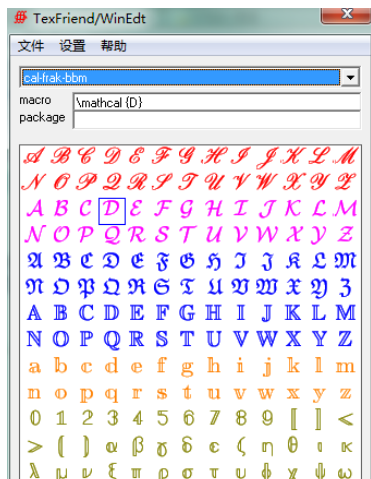 TexFriend/WinEdt
文件 设置 帮助
cal-frak-bbm
macro \mathcal {D}
package
𝒜 ℬ 𝒞 𝒟 ℰ ℱ 𝒢 ℋ ℐ 𝒥 𝒦 ℒ ℳ
𝒩 𝒪 𝒫 𝒬 ℛ 𝒮 𝒯 𝒰 𝒱 𝒲 𝒳 𝒴 𝒵
𝒜 ℬ 𝒞 𝒟 ℰ ℱ 𝒢 ℋ ℐ 𝒥 𝒦 ℒ ℳ
𝒩 𝒪 𝒫 𝒬 ℛ 𝒮 𝒯 𝒰 𝒱 𝒲 𝒳 𝒴 𝒵
𝔄 𝔅 ℭ 𝔇 𝔈 𝔉 𝔊 ℌ ℑ 𝔍 𝔎 𝔏 𝔐
𝔑 𝔒 𝔓 𝔔 ℜ 𝔖 𝔗 𝔘 𝔙 𝔚 𝔛 𝔜 ℨ
𝔸 𝔹 ℂ 𝔻 𝔼 𝔽 𝔾 ℍ 𝕀 𝕁 𝕂 𝕃 𝕄
ℕ 𝕆 ℙ ℚ ℝ 𝕊 𝕋 𝕌 𝕍 𝕎 𝕏 𝕐 ℤ
𝕒 𝕓 𝕔 𝕕 𝕖 𝕗 𝕘 𝕙 𝕚 𝕛 𝕜 𝕝 𝕞
𝕟 𝕠 𝕡 𝕢 𝕣 𝕤 𝕥 𝕦 𝕧 𝕨 𝕩 𝕪 𝕫
0 1 2 3 4 5 6 7 8 9 [ ] <
> ( ) α β γ δ ε ζ η θ ι κ
λ μ ν ξ π ρ σ τ υ ϕ χ ψ ω